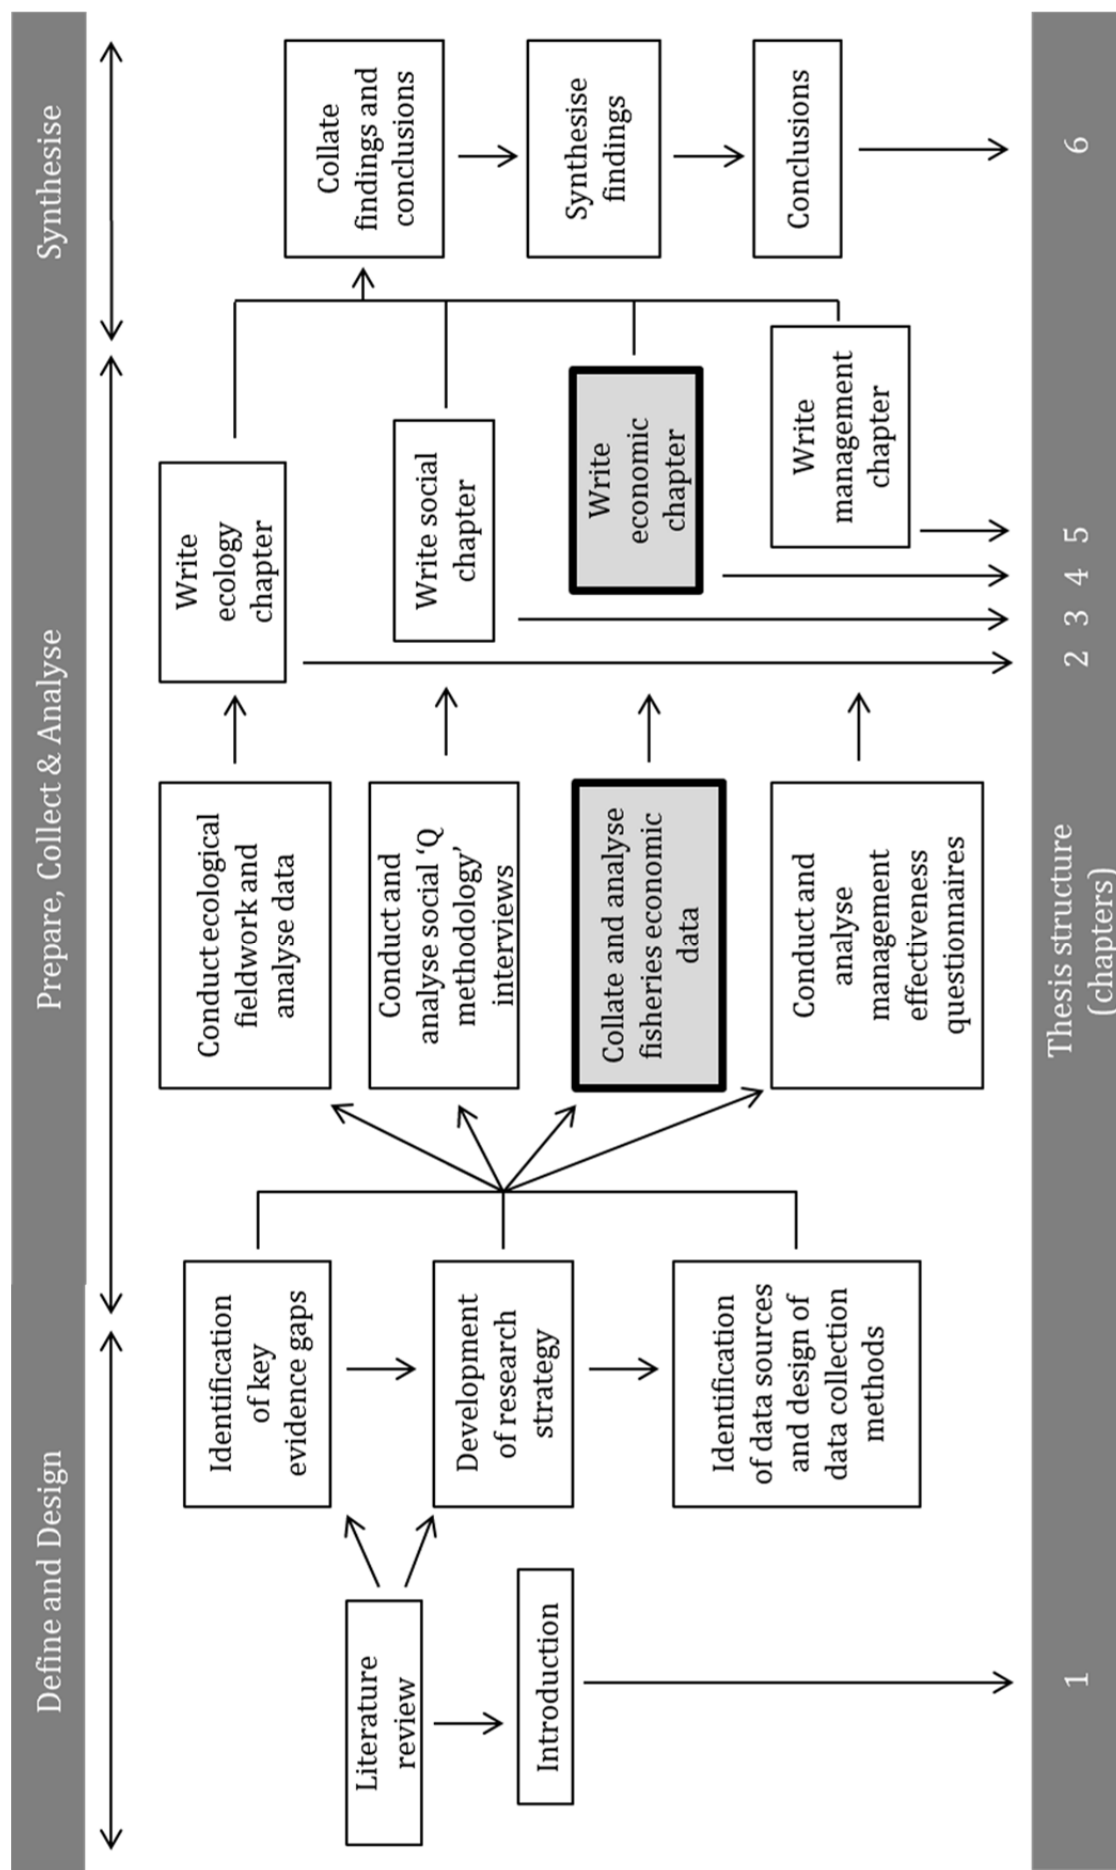 Define and Design
Prepare, Collect & Analyse
Synthesise
Literature
review
Introduction
Identification
of key
evidence gaps
Development
of research
strategy
Identification
of data sources
and design of
data collection
methods
Conduct ecological
fieldwork and
analyse data
Conduct and
analyse social ‘Q
methodology’
interviews
Collate and analyse
fisheries economic
data
Conduct and
analyse
management
effectiveness
questionnaires
Write
ecology
chapter
Write social
chapter
Write
economic
chapter
Write
management
chapter
Collate
findings and
conclusions
Synthesise
findings
Conclusions
Thesis structure
(chapters)
1
2 3 4 5
6